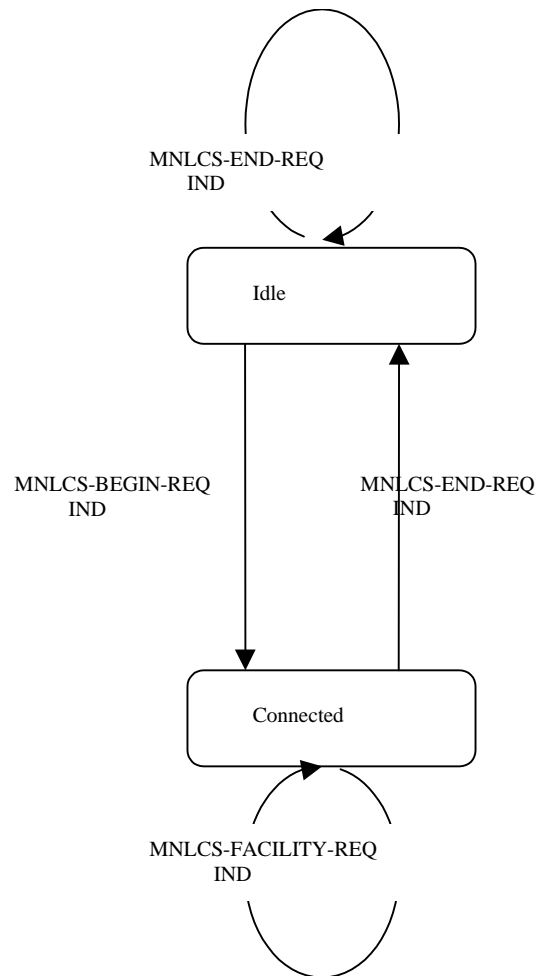 MNLCS-END-REQ
IND
Idle
MNLCS-BEGIN-REQ
IND
MNLCS-END-REQ
IND
Connected
MNLCS-FACILITY-REQ
IND